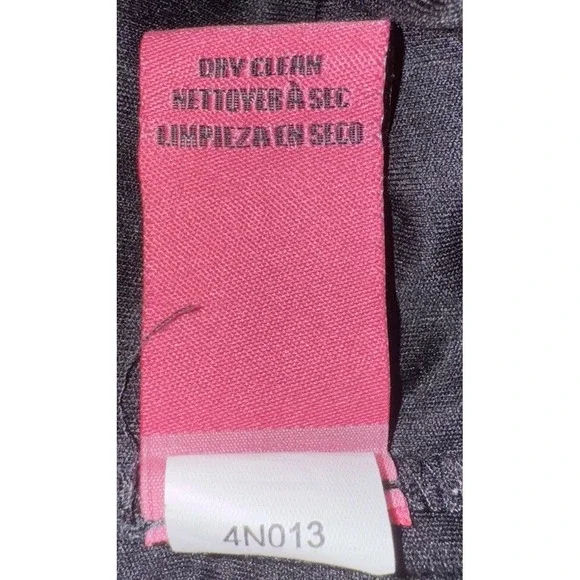 DRY CLEAN
NETTOYER À SEC
LIMPIEZA EN SECO
4N013